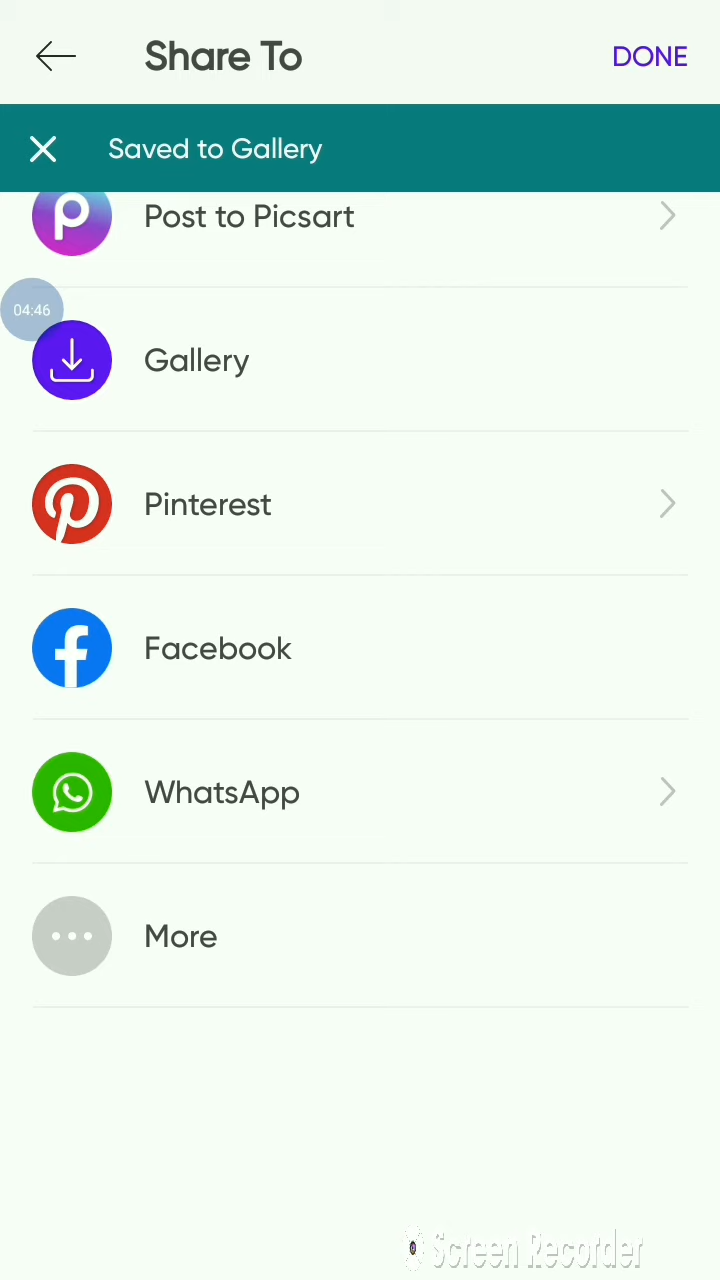 Share To
DONE
Saved to Gallery
Post to Picsart
04:46
Gallery
Pinterest
Facebook
WhatsApp
More
Screen Recorder